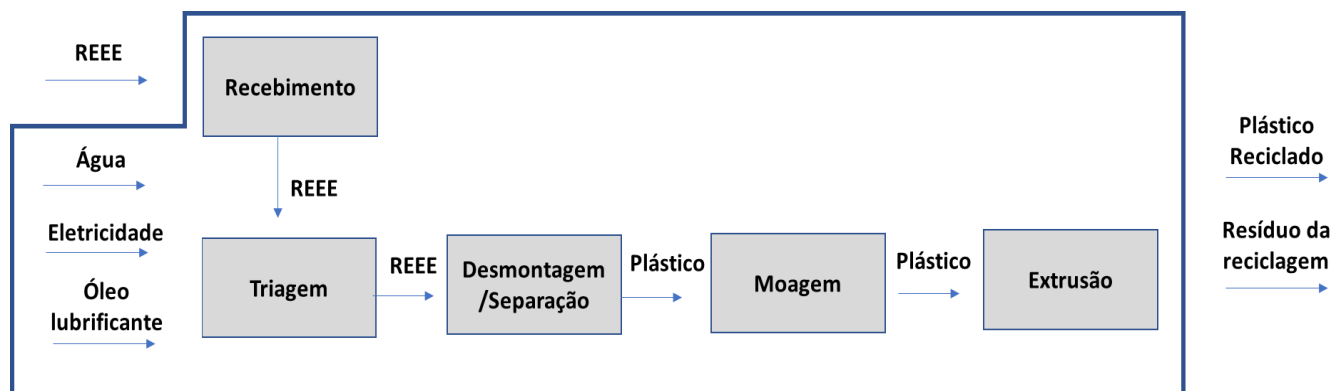 REEE
Recebimento
Água
REEE
Eletricidade
Óleo
lubrificante
Triagem
REEE
Desmontagem
/Separação
Plástico
Moagem
Plástico
Extrusão
Plástico
Reciclado
Resíduo da
reciclagem